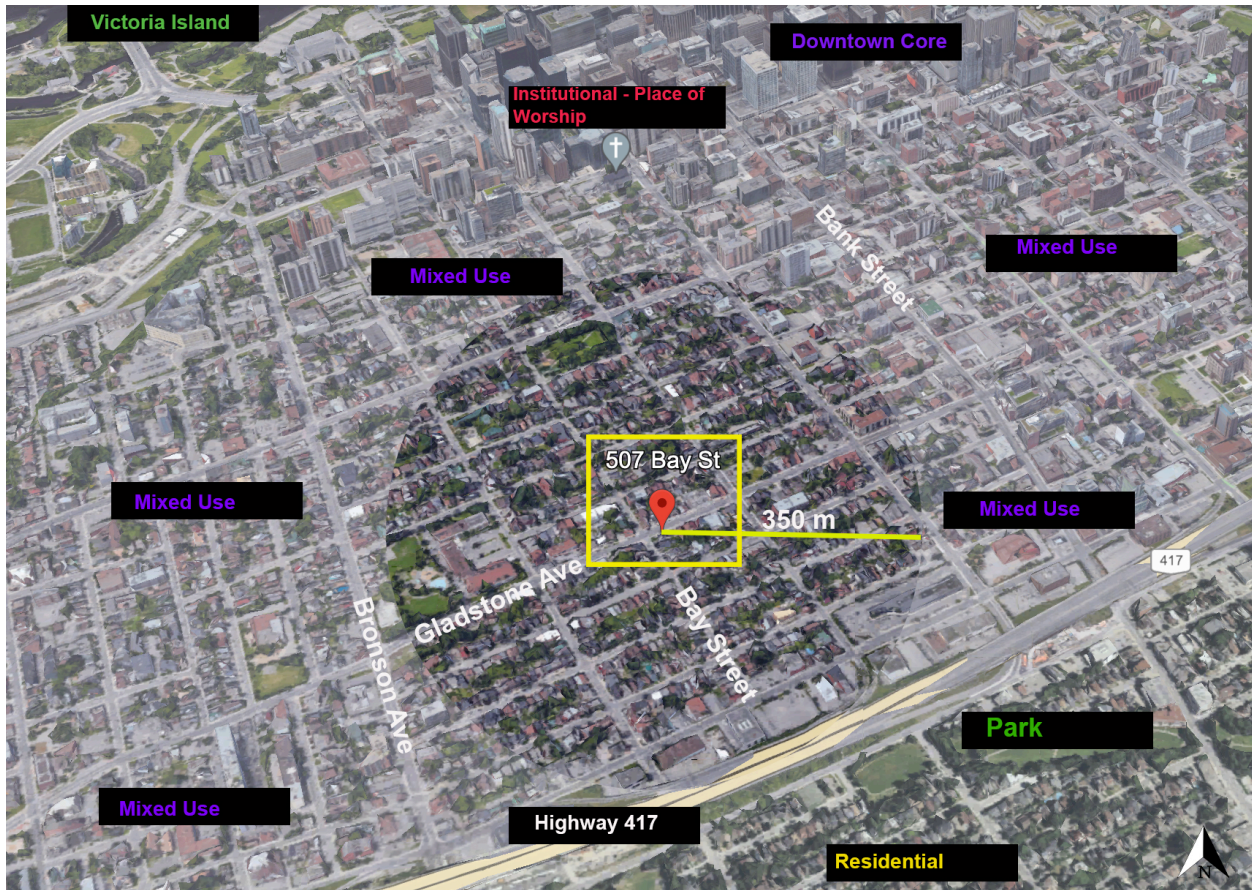 Victoria Island
Downtown Core
Institutional - Place of
Worship
Bank Street
Mixed Use
Mixed Use
507 Bay St
Mixed Use
Mixed Use
350 m
417
Gladstone Ave
Bay Street
Bronson Ave
Park
Mixed Use
Highway 417
Residential
N